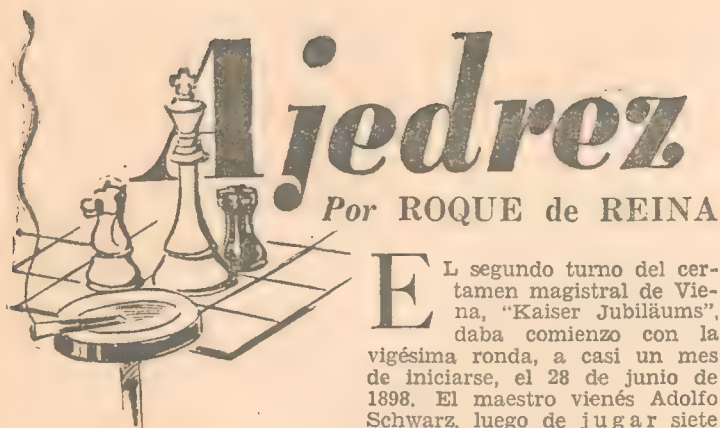 Ajedrez
Por ROQUE de REINA
EL segundo turno del cer-
tamen magistral de Vie-
na, "Kaiser Jubiläums",
daba comienzo con la
vigésima ronda, a casi un mes
de iniciarse, el 28 de junio de
1898. El maestro vienés Adolfo
Schwarz, luego de jugar siete